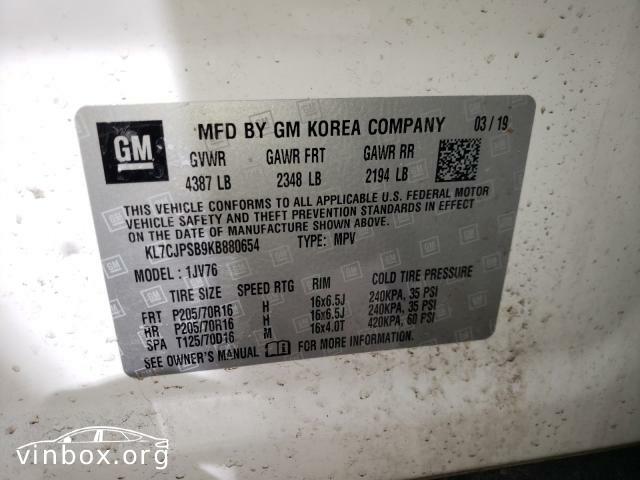 GM
MFD BY GM KOREA COMPANY 03/19
GVWR GAWR FRT GAWR RR
4387 LB 2348 LB 2194 LB
THIS VEHICLE CONFORMS TO ALL APPLICABLE U.S. FEDERAL MOTOR
VEHICLE SAFETY AND THEFT PREVENTION STANDARDS IN EFFECT
ON THE DATE OF MANUFACTURE SHOWN ABOVE.
KL7CJPSB9KB880654 TYPE: MPV
MODEL: 1JV76
TIRE SIZE SPEED RTG RIM COLD TIRE PRESSURE
FRT P205/70R16 H 16x6.5J 240KPA, 35 PSI
RR P205/70R16 H 16x6.5J 240KPA, 35 PSI
SPA T125/70D16 M 16x4.0T 420KPA, 60 PSI
SEE OWNER'S MANUAL FOR MORE INFORMATION.
vinbox.org